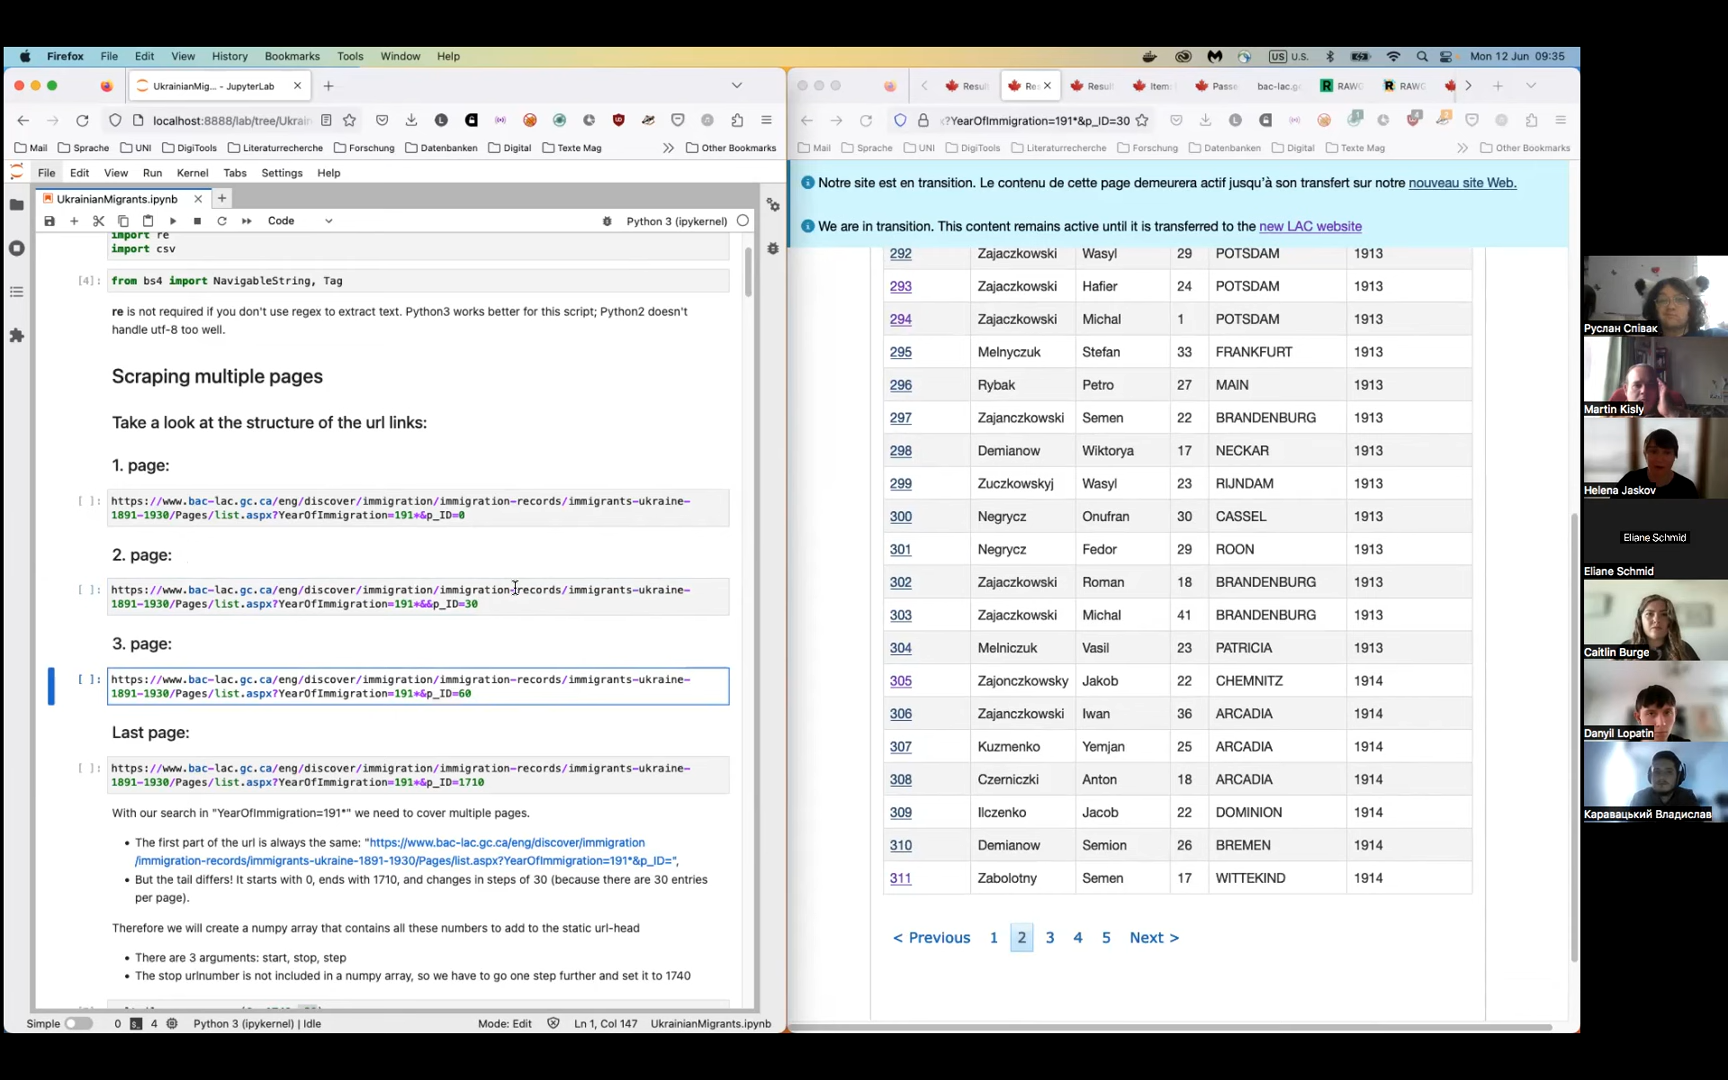 Firefox File Edit View History Bookmarks Tools Window Help
US U.S. Mon 12 Jun 09:35
UkrainianMig... - JupyterLab
localhost:8888/lab/tree/Ukrain
Mail Sprache UNI DigiTools Literaturrecherche Forschung Datenbanken Digital Texte Mag Other Bookmarks
File Edit View Run Kernel Tabs Settings Help
UkrainianMigrants.ipynb
Code Python 3 (ipykernel)
import re
import csv
[4]: from bs4 import NavigableString, Tag
re is not required if you don't use regex to extract text. Python3 works better for this script; Python2 doesn't
handle utf-8 too well.
Scraping multiple pages
Take a look at the structure of the url links:
1. page:
[ ]: https://www.bac-lac.gc.ca/eng/discover/immigration/immigration-records/immigrants-ukraine-
1891-1930/Pages/list.aspx?YearOfImmigration=191*&p_ID=0
2. page:
[ ]: https://www.bac-lac.gc.ca/eng/discover/immigration/immigration-records/immigrants-ukraine-
1891-1930/Pages/list.aspx?YearOfImmigration=191*&&p_ID=30
3. page:
[ ]: https://www.bac-lac.gc.ca/eng/discover/immigration/immigration-records/immigrants-ukraine-
1891-1930/Pages/list.aspx?YearOfImmigration=191*&p_ID=60
Last page:
[ ]: https://www.bac-lac.gc.ca/eng/discover/immigration/immigration-records/immigrants-ukraine-
1891-1930/Pages/list.aspx?YearOfImmigration=191*&p_ID=1710
With our search in "YearOfImmigration=191*" we need to cover multiple pages.
• The first part of the url is always the same: "https://www.bac-lac.gc.ca/eng/discover/immigration
/immigration-records/immigrants-ukraine-1891-1930/Pages/list.aspx?YearOfImmigration=191*&p_ID=",
• But the tail differs! It starts with 0, ends with 1710, and changes in steps of 30 (because there are 30 entries
per page).
Therefore we will create a numpy array that contains all these numbers to add to the static url-head
• There are 3 arguments: start, stop, step
• The stop urlnumber is not included in a numpy array, so we have to go one step further and set it to 1740
Simple 0 4 Python 3 (ipykernel) | Idle Mode: Edit Ln 1, Col 147 UkrainianMigrants.ipynb
Resul Re: Result Item: Passe bac-lac.g RAWG RAWC
?YearOfImmigration=191*&p_ID=30
Mail Sprache UNI DigiTools Literaturrecherche Forschung Datenbanken Digital Texte Mag Other Bookmarks
Notre site est en transition. Le contenu de cette page demeurera actif jusqu'à son transfert sur notre nouveau site Web.
We are in transition. This content remains active until it is transferred to the new LAC website
292 Zajaczkowski Wasyl 29 POTSDAM 1913
293 Zajaczkowski Hafier 24 POTSDAM 1913
294 Zajaczkowski Michal 1 POTSDAM 1913
295 Melnyczuk Stefan 33 FRANKFURT 1913
296 Rybak Petro 27 MAIN 1913
297 Zajanczkowski Semen 22 BRANDENBURG 1913
298 Demianow Wiktorya 17 NECKAR 1913
299 Zuczkowskyj Wasyl 23 RIJNDAM 1913
300 Negrycz Onufran 30 CASSEL 1913
301 Negrycz Fedor 29 ROON 1913
302 Zajaczkowski Roman 18 BRANDENBURG 1913
303 Zajaczkowski Michal 41 BRANDENBURG 1913
304 Melniczuk Vasil 23 PATRICIA 1913
305 Zajonczkowsky Jakob 22 CHEMNITZ 1914
306 Zajanczkowski Iwan 36 ARCADIA 1914
307 Kuzmenko Yemjan 25 ARCADIA 1914
308 Czerniczki Anton 18 ARCADIA 1914
309 Ilczenko Jacob 22 DOMINION 1914
310 Demianow Semion 26 BREMEN 1914
311 Zabolotny Semen 17 WITTEKIND 1914
< Previous 1 2 3 4 5 Next >
Руслан Співак
Martin Kisly
Helena Jaskov
Eliane Schmid
Eliane Schmid
Caitlin Burge
Danyil Lopatin
Каравацький Владислав